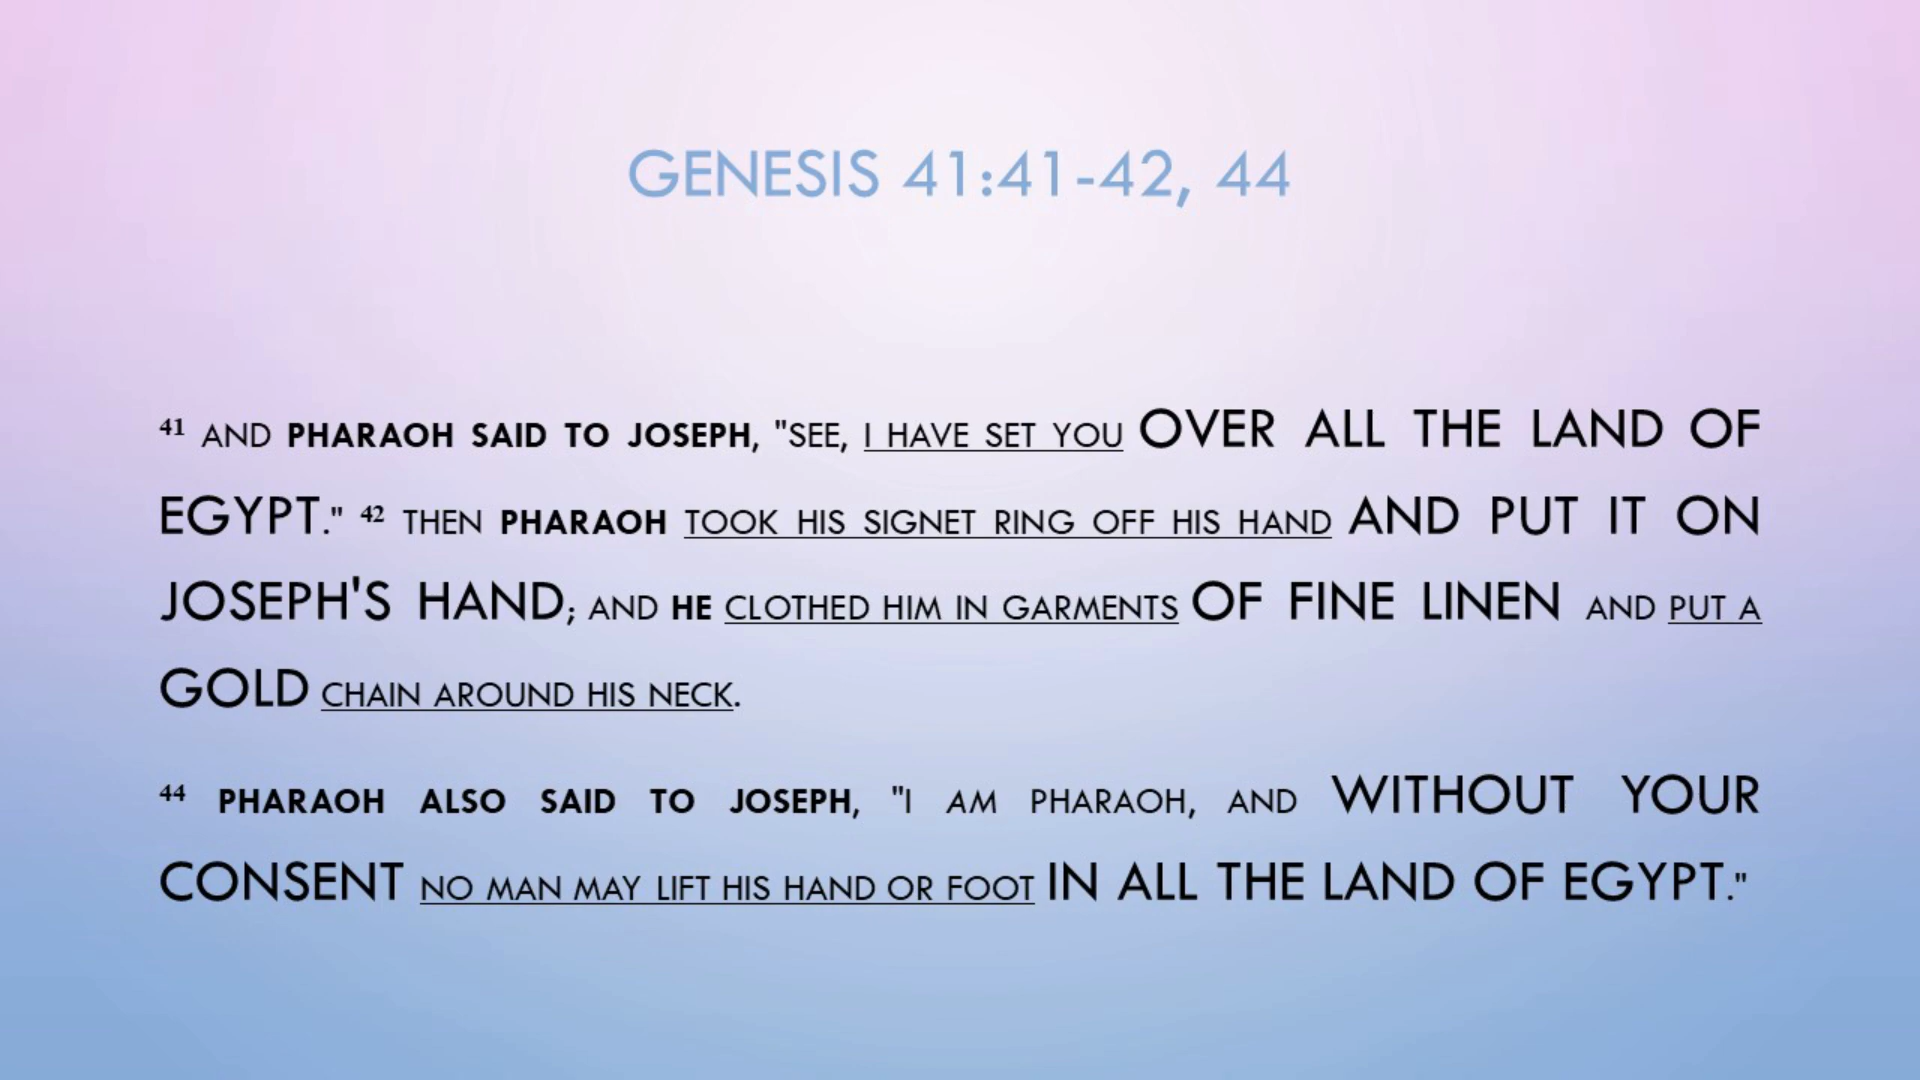 GENESIS 41:41-42, 44
41 AND PHARAOH SAID TO JOSEPH, "SEE, I HAVE SET YOU OVER ALL THE LAND OF
EGYPT." 42 THEN PHARAOH TOOK HIS SIGNET RING OFF HIS HAND AND PUT IT ON
JOSEPH'S HAND; AND HE CLOTHED HIM IN GARMENTS OF FINE LINEN AND PUT A
GOLD CHAIN AROUND HIS NECK.
44 PHARAOH ALSO SAID TO JOSEPH, "I AM PHARAOH, AND WITHOUT YOUR
CONSENT NO MAN MAY LIFT HIS HAND OR FOOT IN ALL THE LAND OF EGYPT."